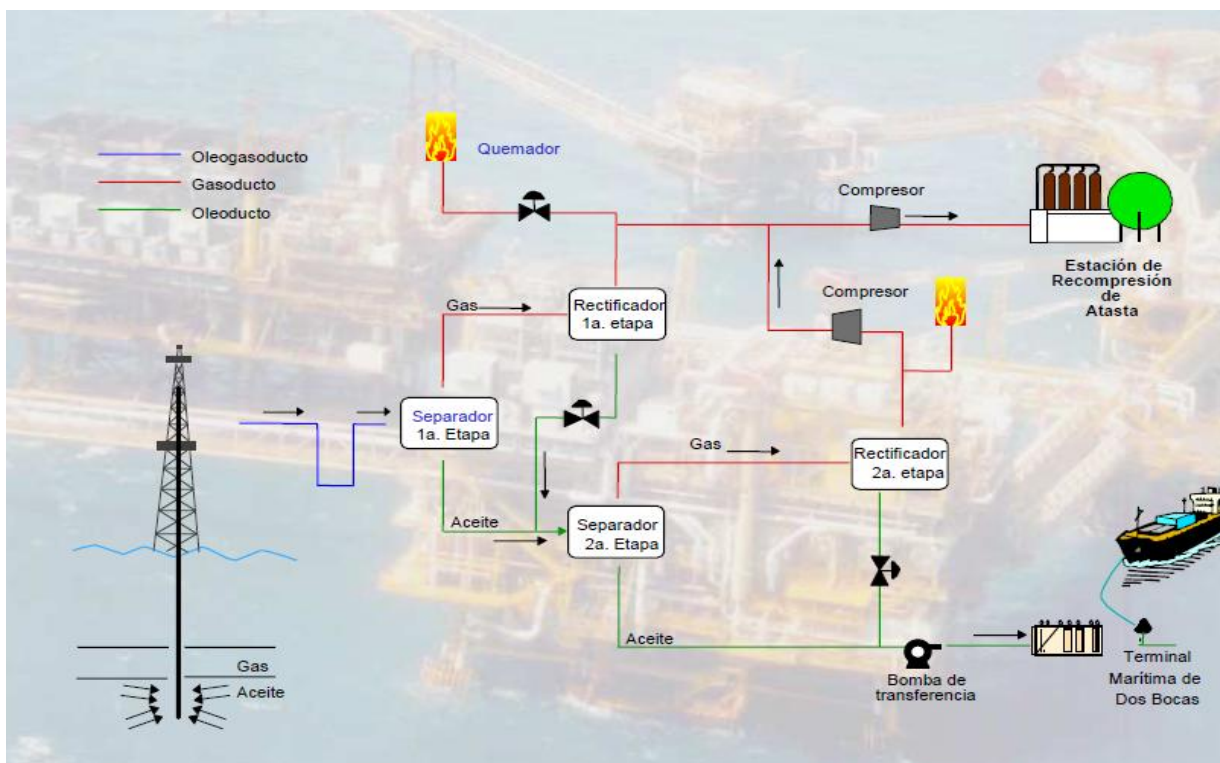 Oleogasoducto
Gasoducto
Oleoducto
Quemador
Compresor
Estación de
Recompresión
de
Atasta
Gas
Rectificador
1a. etapa
Compresor
Separador
1a. Etapa
Gas
Rectificador
2a. etapa
Aceite
Separador
2a. Etapa
Aceite
Bomba de
transferencia
Terminal
Marítima de
Dos Bocas
Gas
Aceite